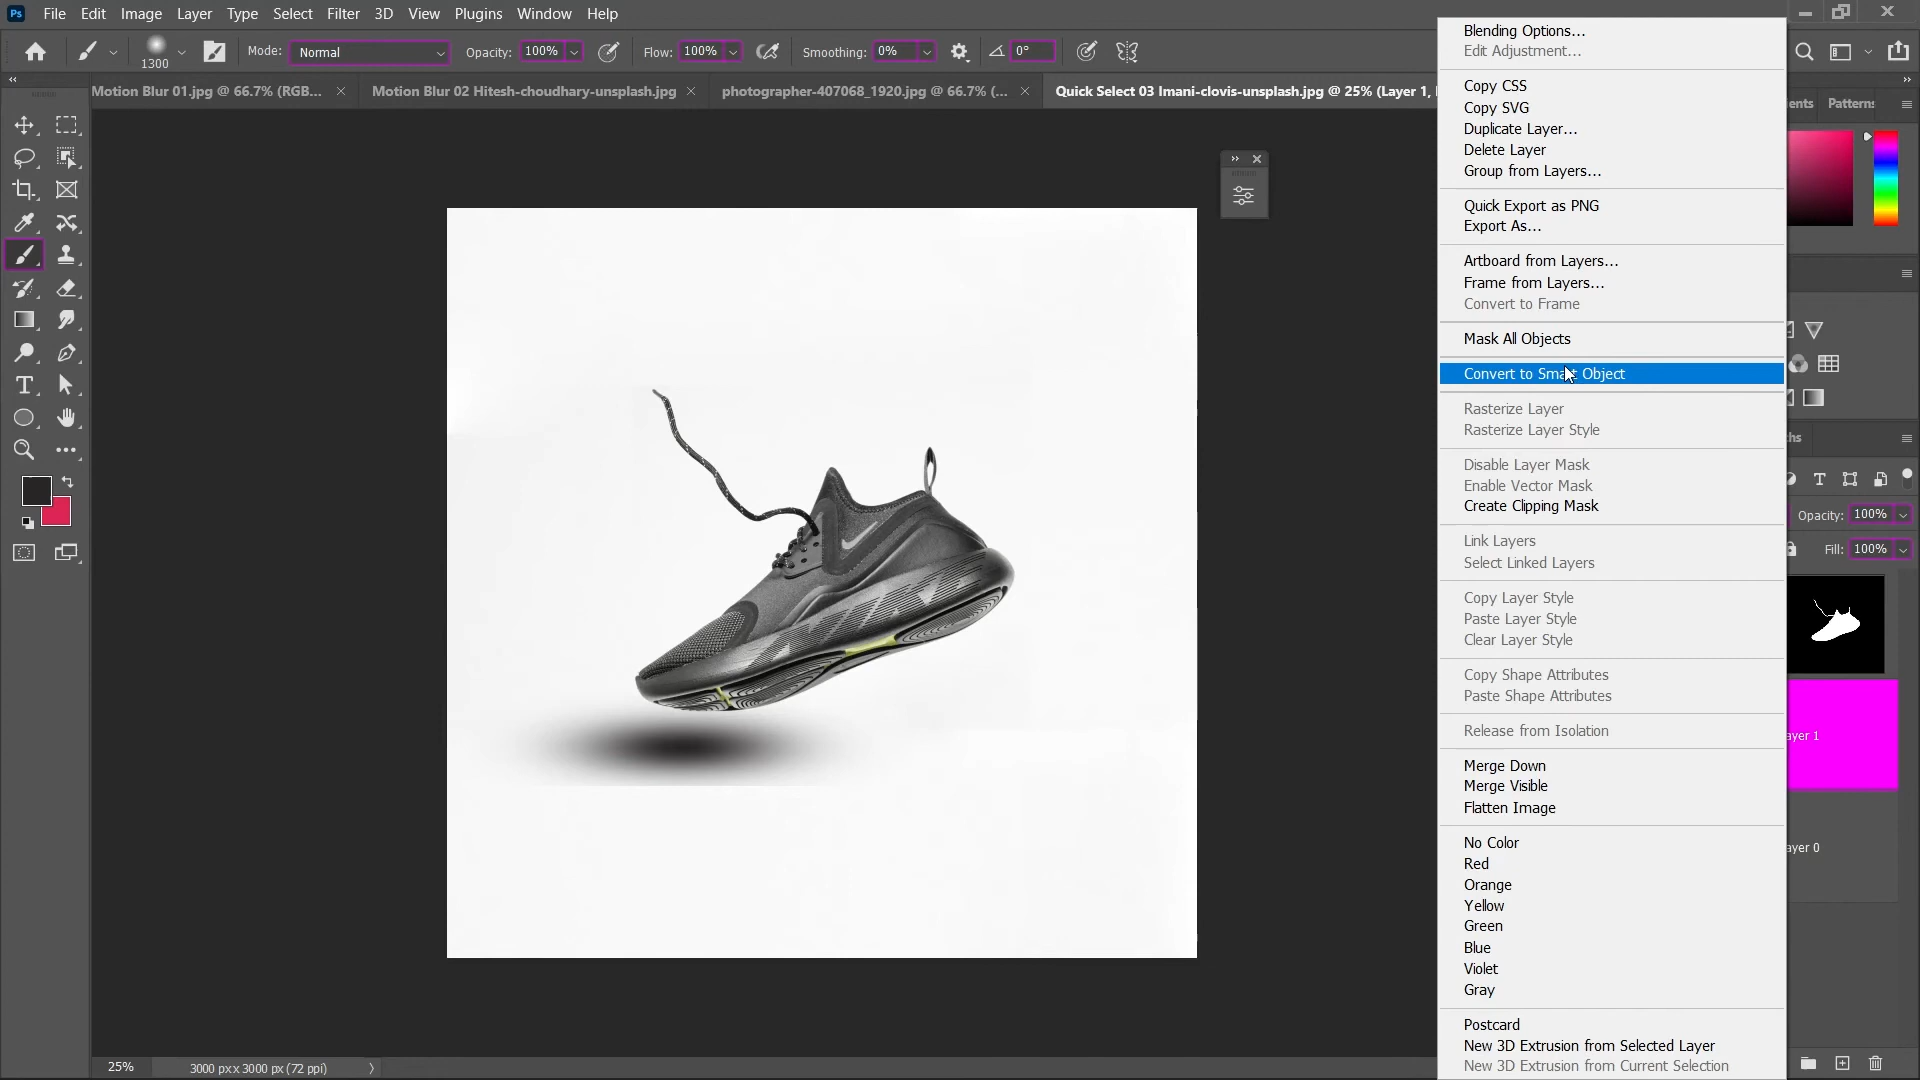 Ps File Edit Image Layer Type Select Filter 3D View Plugins Window Help
1300 Mode: Normal Opacity: 100% Flow: 100% Smoothing: 0% 0°
Motion Blur 01.jpg @ 66.7% (RGB... Motion Blur 02 Hitesh-choudhary-unsplash.jpg photographer-407068_1920.jpg @ 66.7% (... Quick Select 03 Imani-clovis-unsplash.jpg @ 25% (Layer 1,
Blending Options...
Edit Adjustment...
Copy CSS
Copy SVG
Duplicate Layer...
Delete Layer
Group from Layers...
Quick Export as PNG
Export As...
Artboard from Layers...
Frame from Layers...
Convert to Frame
Mask All Objects
Convert to Smart Object
Rasterize Layer
Rasterize Layer Style
Disable Layer Mask
Enable Vector Mask
Create Clipping Mask
Link Layers
Select Linked Layers
Copy Layer Style
Paste Layer Style
Clear Layer Style
Copy Shape Attributes
Paste Shape Attributes
Release from Isolation
Merge Down
Merge Visible
Flatten Image
No Color
Red
Orange
Yellow
Green
Blue
Violet
Gray
Postcard
New 3D Extrusion from Selected Layer
New 3D Extrusion from Current Selection
ents Patterns
ths
Opacity: 100%
Fill: 100%
ayer 1
ayer 0
25% 3000 px x 3000 px (72 ppi)